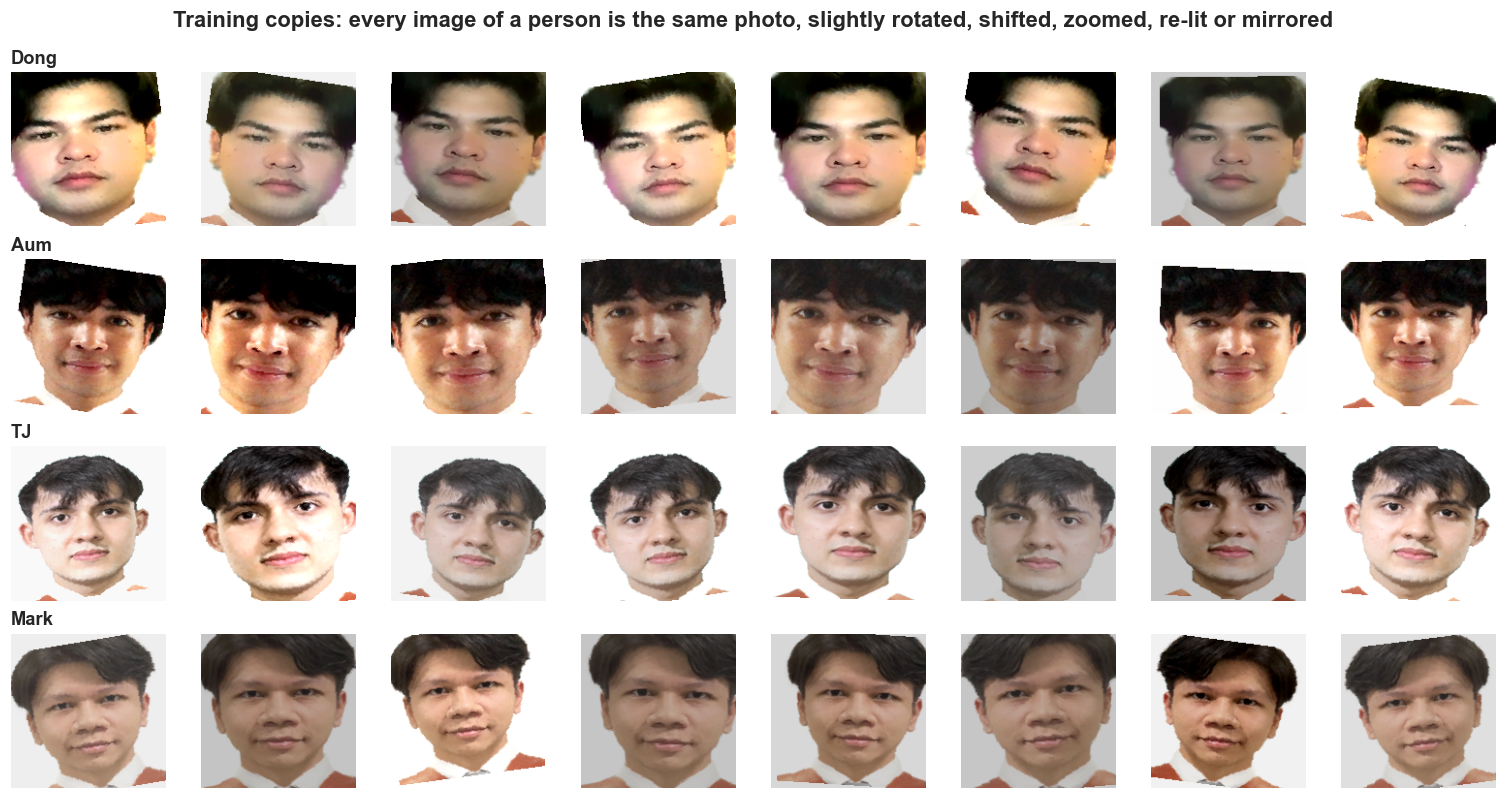 Training copies: every image of a person is the same photo, slightly rotated, shifted, zoomed, re-lit or mirrored
Dong
Aum
TJ
Mark